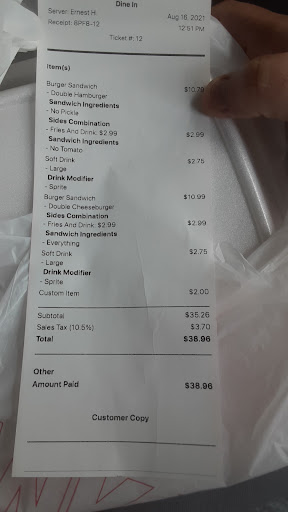 Dine In
Server: Ernest H. Aug 16, 2021
Receipt: 6PFB-12 12:51 PM
Ticket #: 12
Item(s)
Burger Sandwich $10.79
- Double Hamburger
Sandwich Ingredients
- No Pickle
Sides Combination
- Fries And Drink: $2.99 $2.99
Sandwich Ingredients
- No Tomato
Soft Drink $2.75
- Large
Drink Modifier
- Sprite
Burger Sandwich $10.99
- Double Cheeseburger
Sides Combination
- Fries And Drink: $2.99 $2.99
Sandwich Ingredients
- Everything
Soft Drink $2.75
- Large
Drink Modifier
- Sprite
Custom Item $2.00
Subtotal $35.26
Sales Tax (10.5%) $3.70
Total $38.96
Other
Amount Paid $38.96
Customer Copy